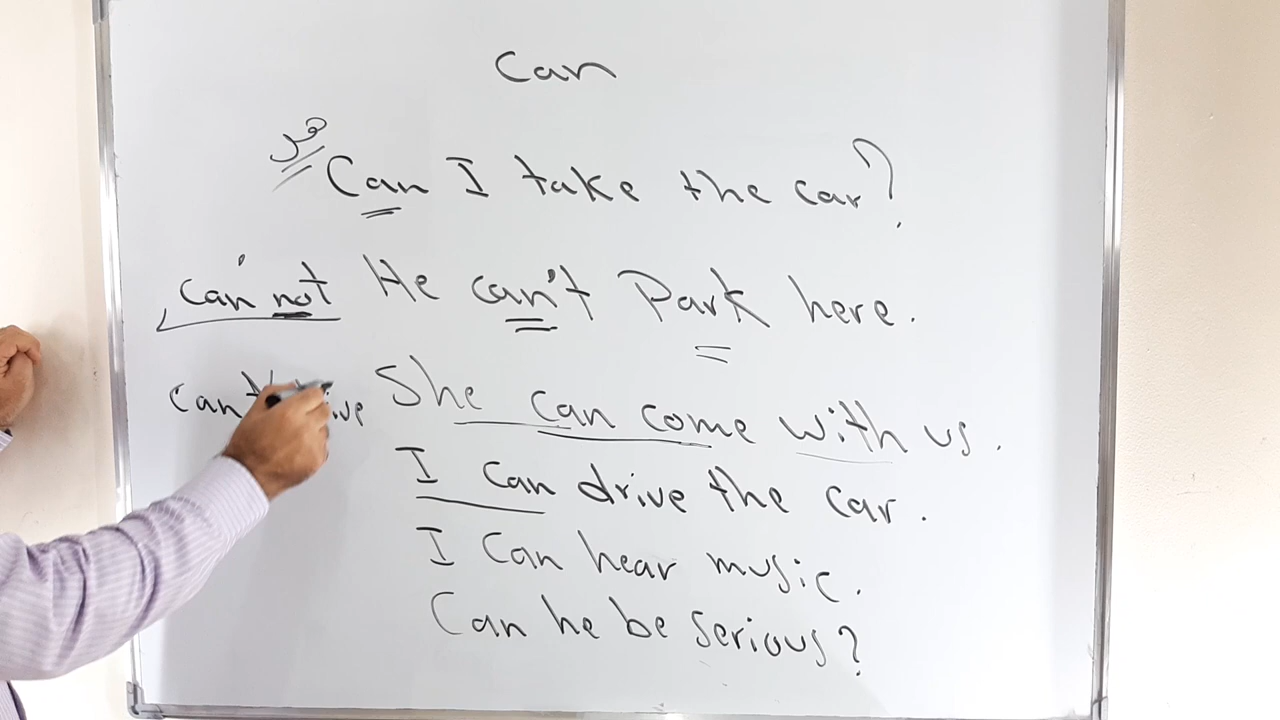 Can
هل Can I take the car?
can not He can't Park here.
can She can come with us.
I can drive the car.
I Can hear music.
Can he be serious?